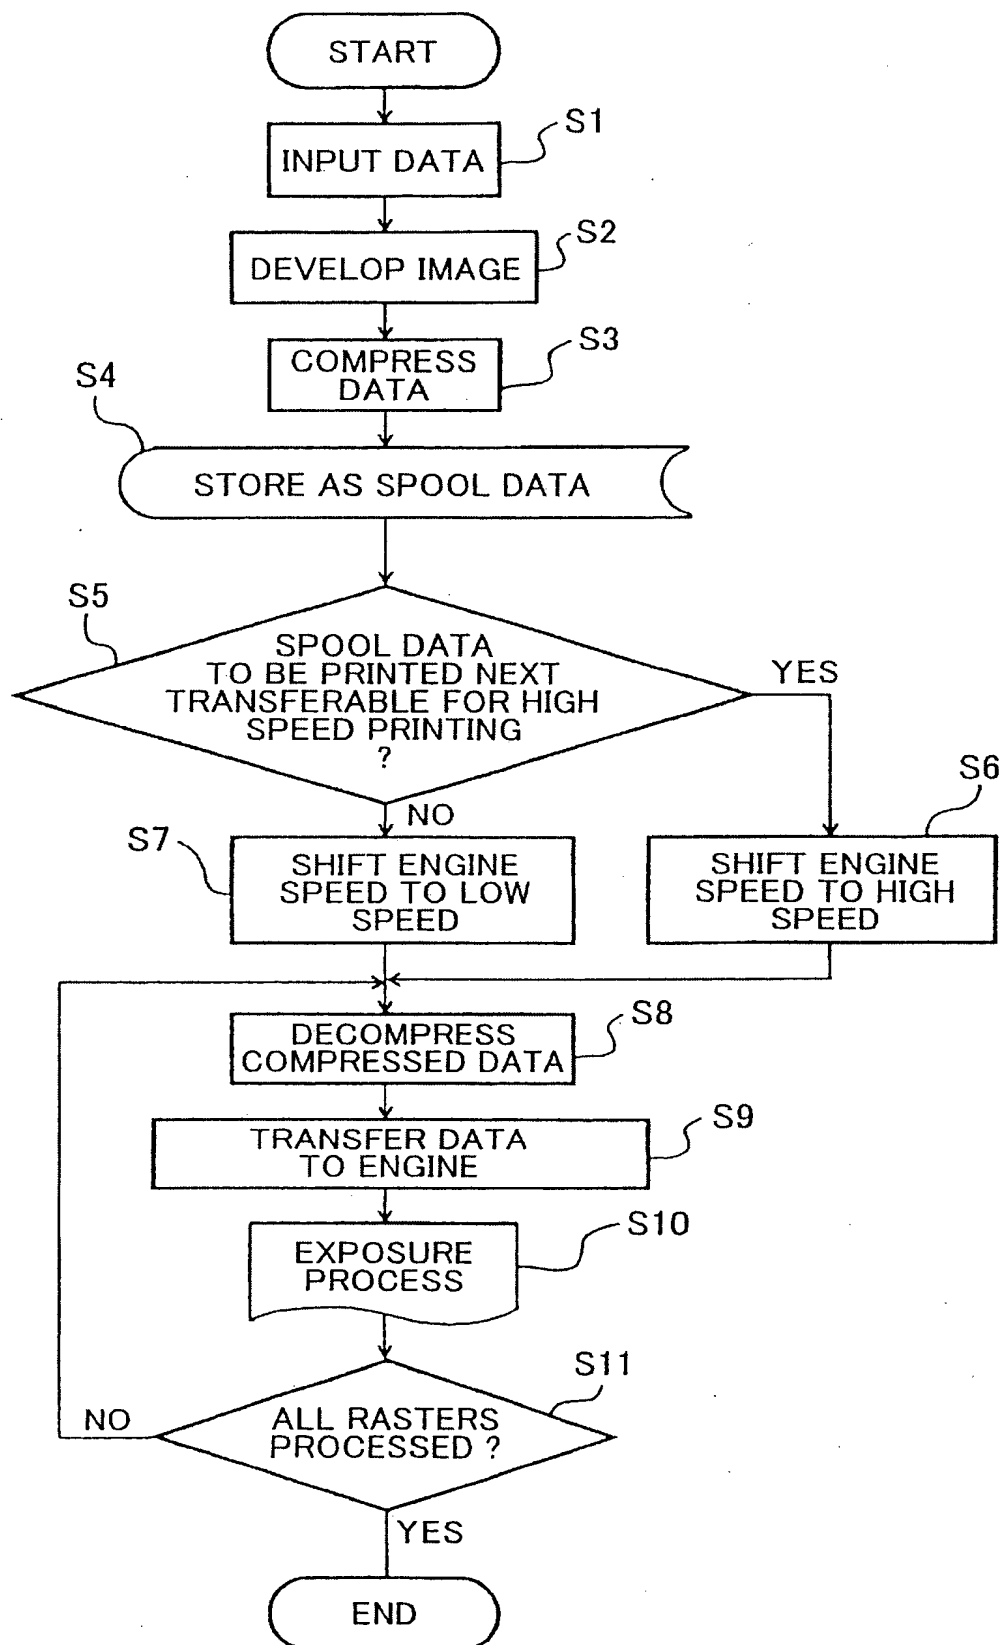 START
S1
INPUT DATA
S2
DEVELOP IMAGE
S3
COMPRESS
DATA
S4
STORE AS SPOOL DATA
S5
SPOOL DATA
TO BE PRINTED NEXT
TRANSFERABLE FOR HIGH
SPEED PRINTING
?
YES
NO
S6
SHIFT ENGINE
SPEED TO HIGH
SPEED
S7
SHIFT ENGINE
SPEED TO LOW
SPEED
S8
DECOMPRESS
COMPRESSED DATA
S9
TRANSFER DATA
TO ENGINE
S10
EXPOSURE
PROCESS
S11
ALL RASTERS
PROCESSED ?
NO
YES
END